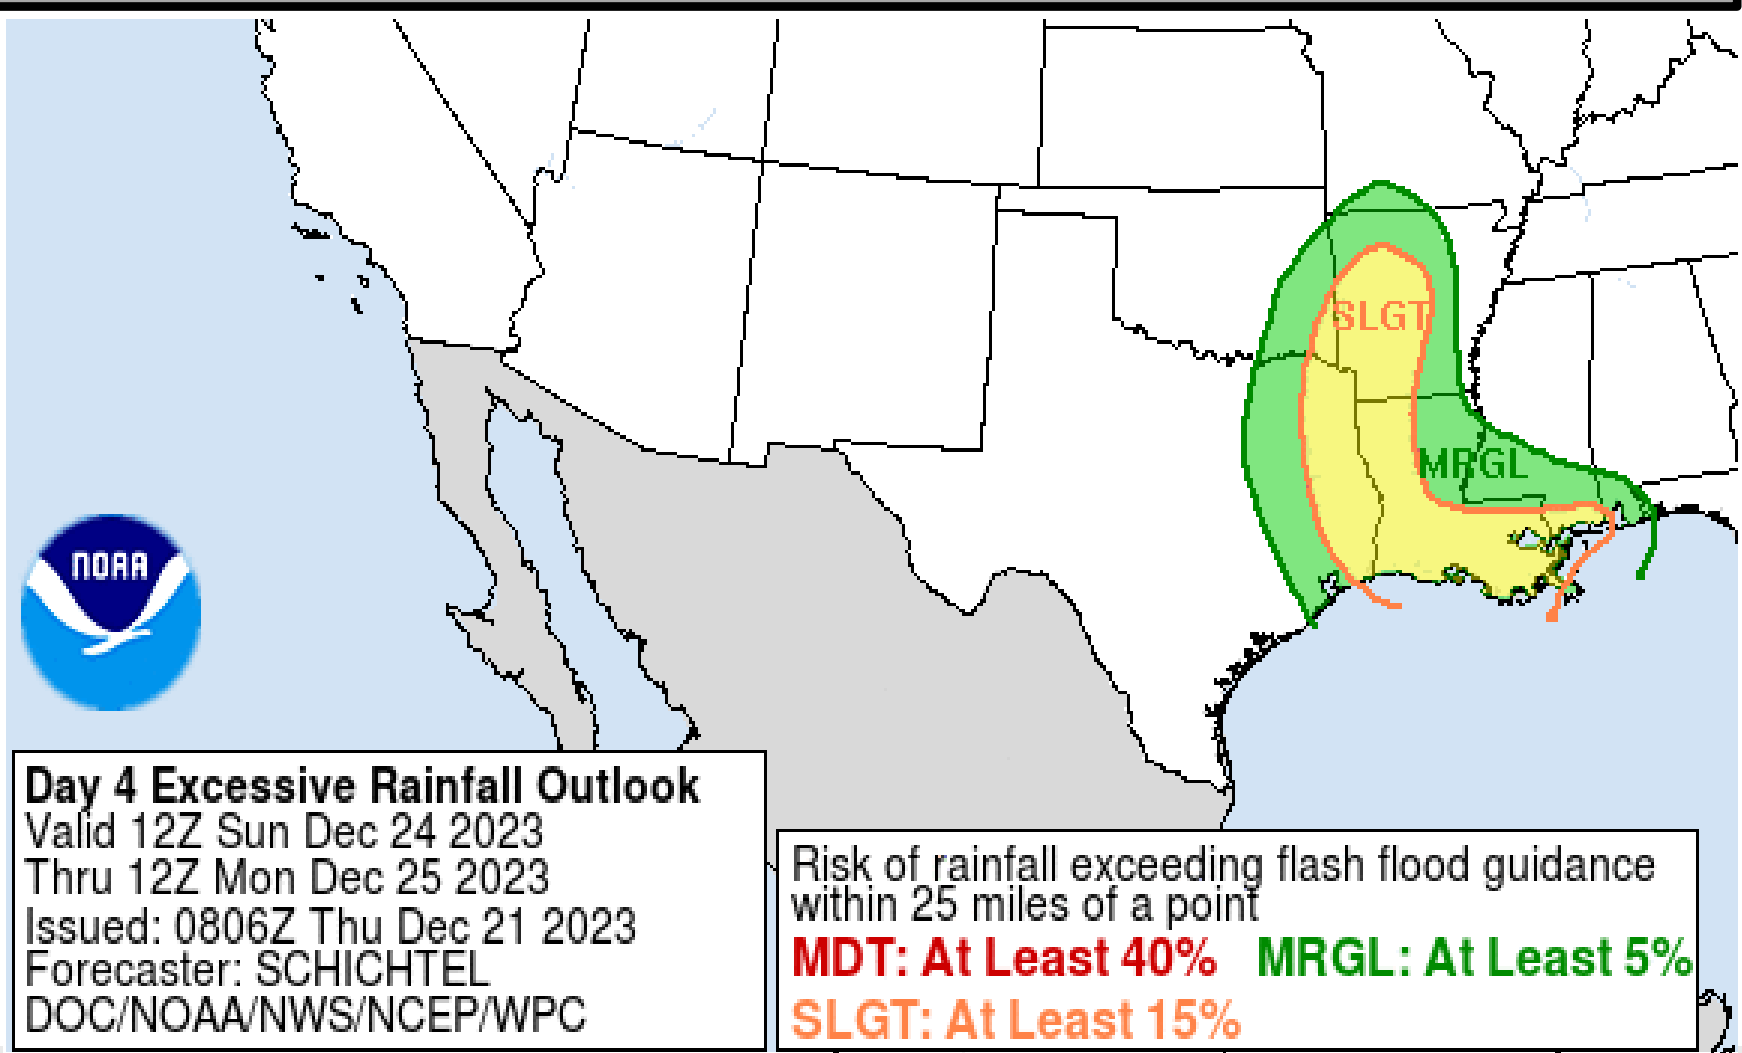 SLGT
MRGL
NOAA
Day 4 Excessive Rainfall Outlook
Valid 12Z Sun Dec 24 2023
Thru 12Z Mon Dec 25 2023
Issued: 0806Z Thu Dec 21 2023
Forecaster: SCHICHTEL
DOC/NOAA/NWS/NCEP/WPC
Risk of rainfall exceeding flash flood guidance
within 25 miles of a point
MDT: At Least 40% MRGL: At Least 5%
SLGT: At Least 15%